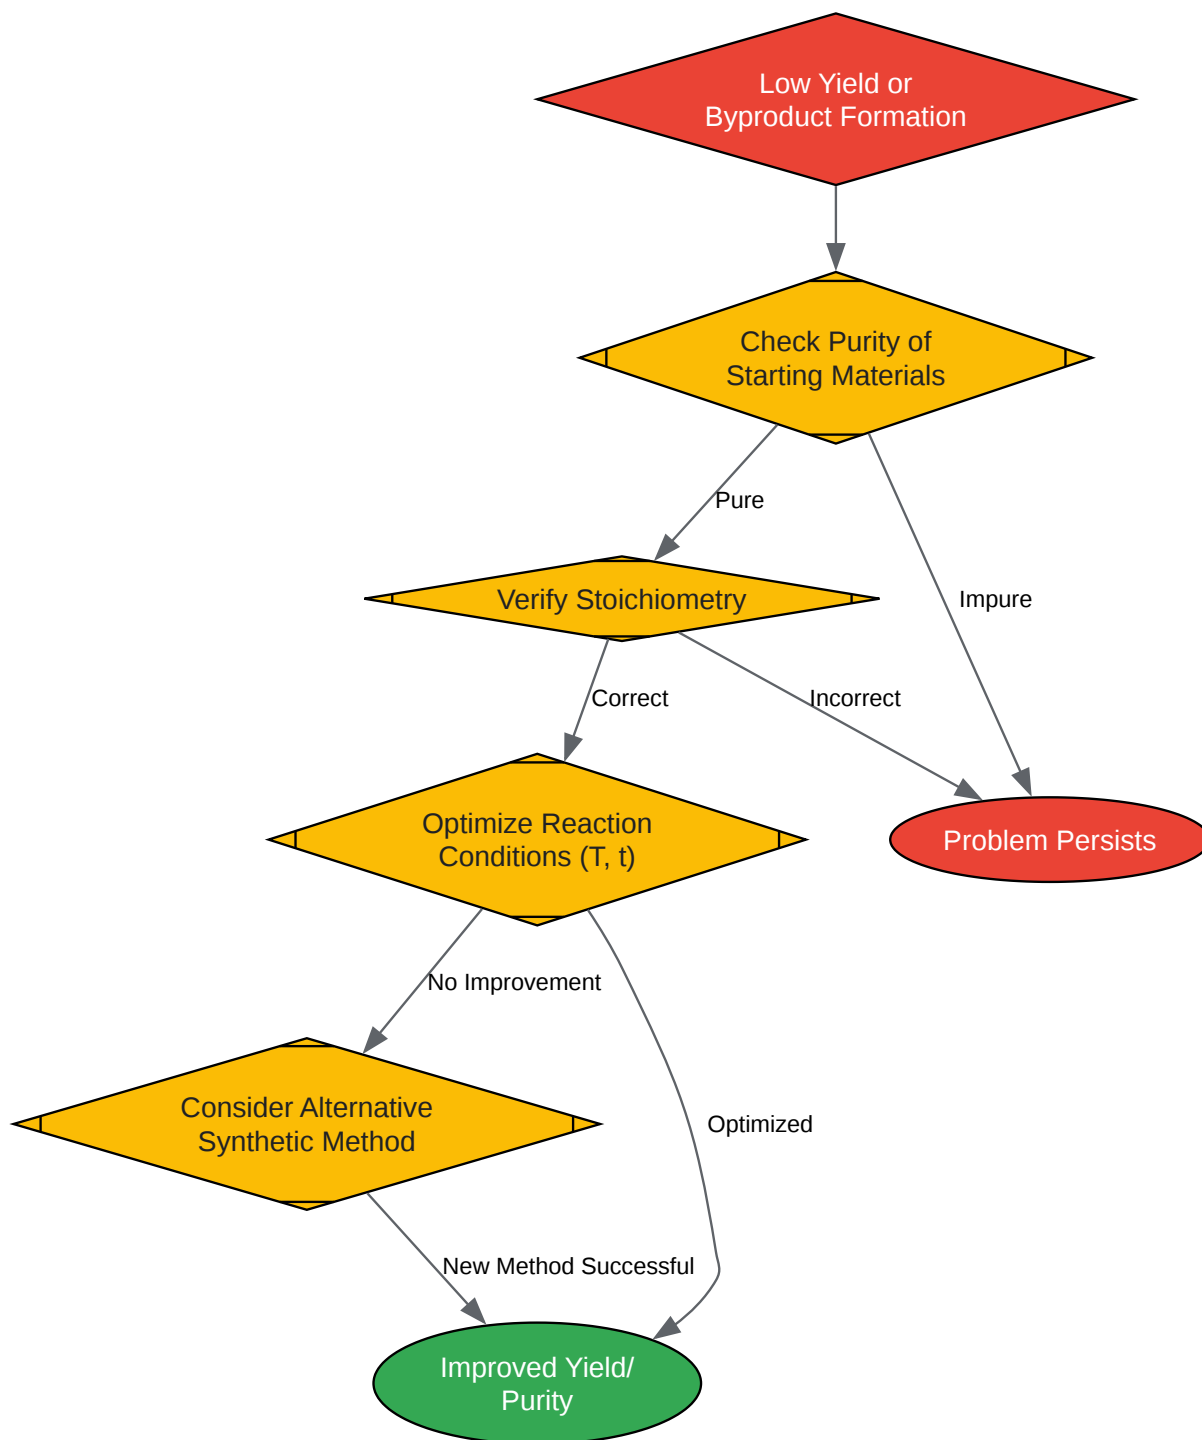 Low Yield or
Byproduct Formation
Check Purity of
Starting Materials
Pure
Impure
Verify Stoichiometry
Correct
Incorrect
Optimize Reaction
Conditions (T, t)
Problem Persists
No Improvement
Optimized
Consider Alternative
Synthetic Method
New Method Successful
Improved Yield/
Purity